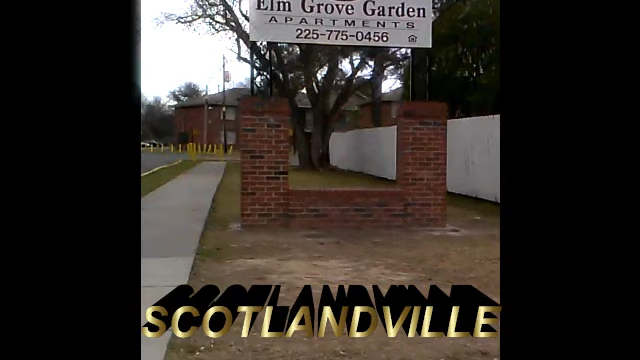 Elm Grove Garden
APARTMENTS
225-775-0456
SCOTLANDVILLE